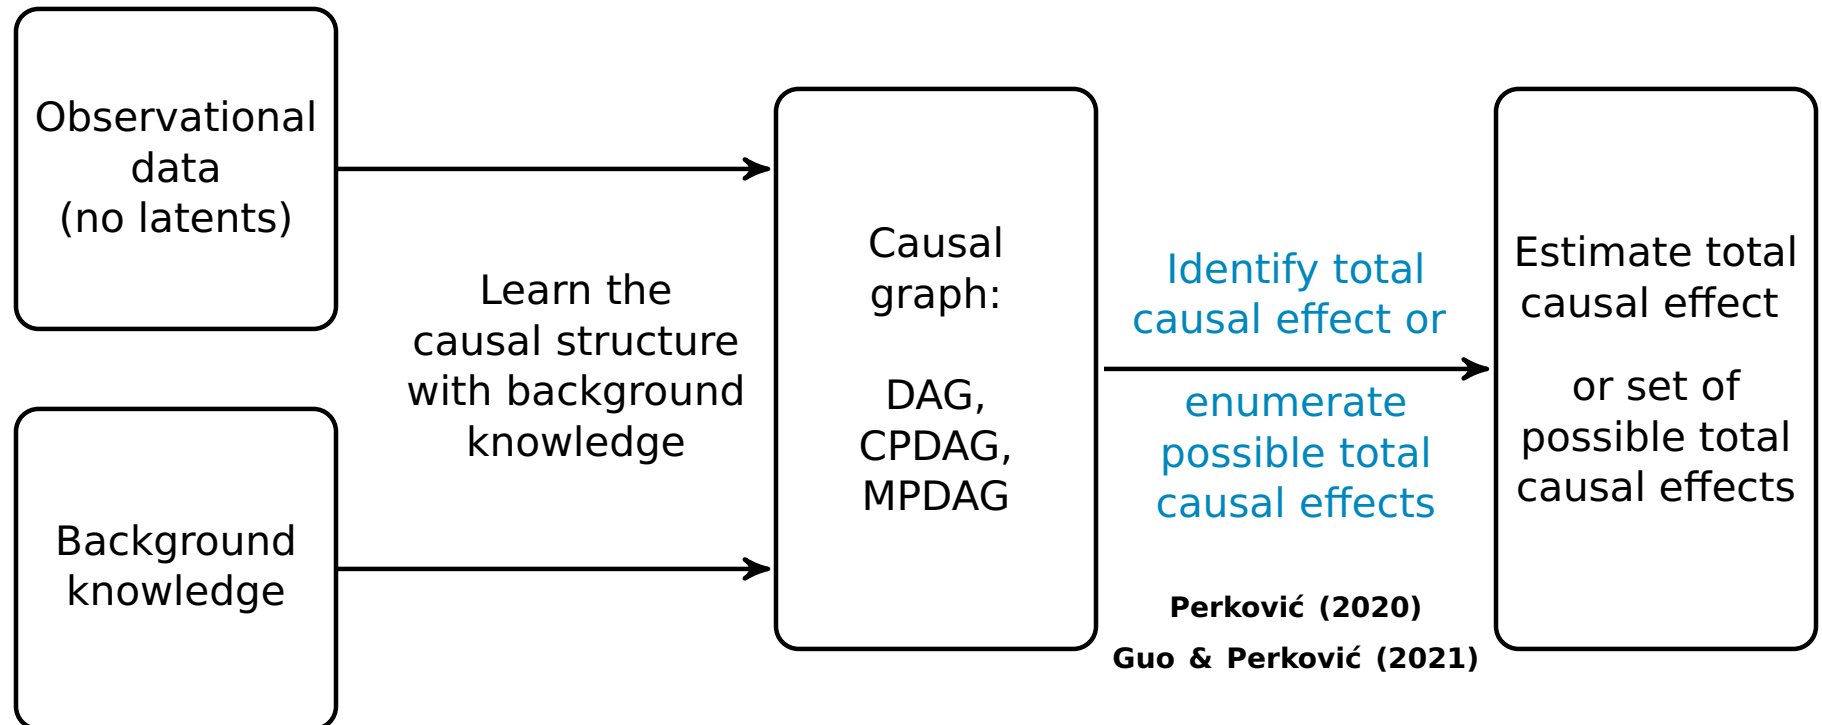 Observational
data
(no latents)
Background
knowledge
Learn the
causal structure
with background
knowledge
Causal
graph:
DAG,
CPDAG,
MPDAG
Identify total
causal effect or
enumerate
possible total
causal effects
Perković (2020)
Guo & Perković (2021)
Estimate total
causal effect
or set of
possible total
causal effects